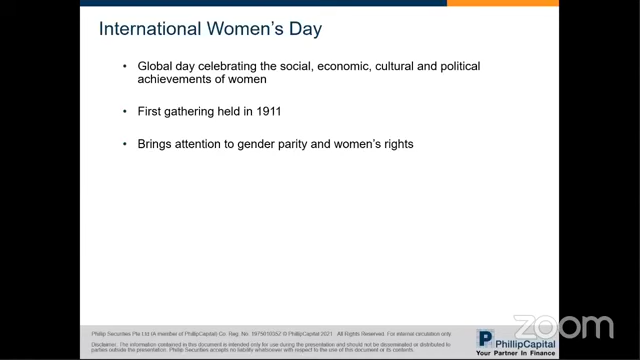 International Women's Day
• Global day celebrating the social, economic, cultural and political
achievements of women
• First gathering held in 1911
• Brings attention to gender parity and women's rights
Phillip Securities Pte Ltd (A member of PhillipCapital) Co. Reg. No. 197501035Z © PhillipCapital 2021. All Rights Reserved. For internal circulation only.
Disclaimer: The information contained in this document is intended only for use during the presentation and should not be disseminated or distributed to
parties outside the presentation. Phillip Securities accepts no liability whatsoever with respect to the use of this document or its contents.
P PhillipCapital
Your Partner In Finance
zoom